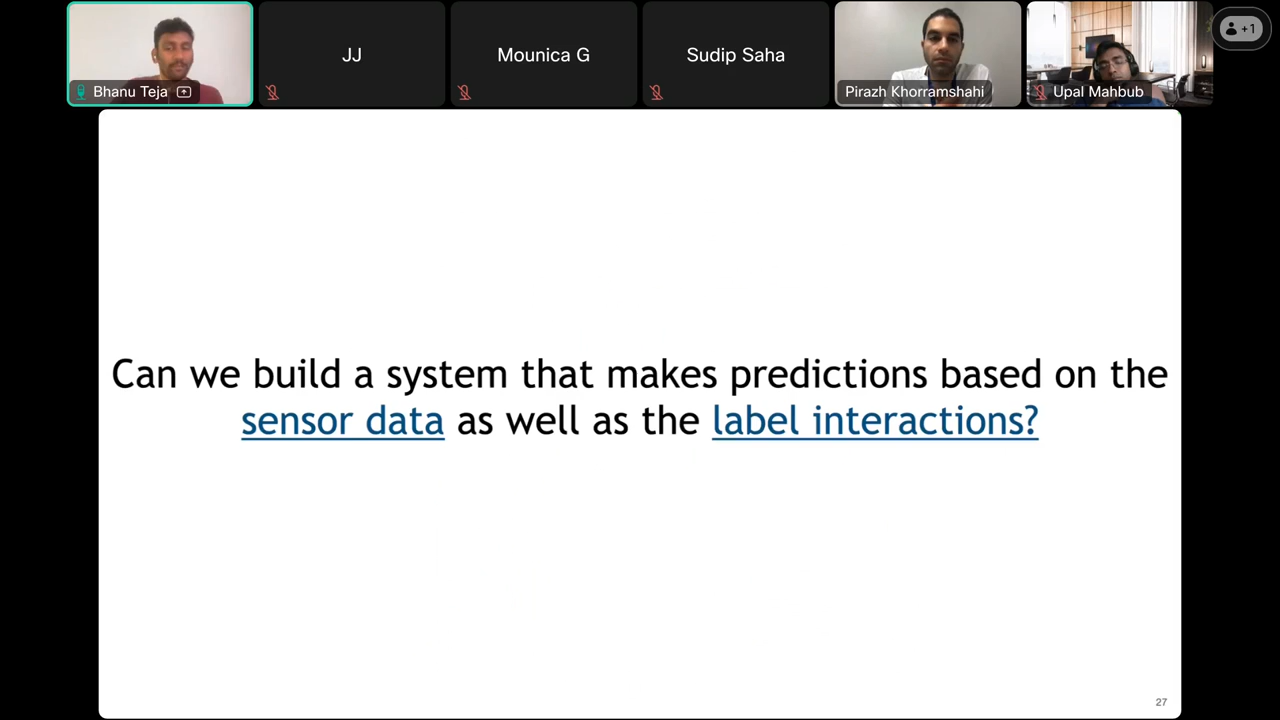 Bhanu Teja
JJ
Mounica G
Sudip Saha
Pirazh Khorramshahi
Upal Mahbub
+1
Can we build a system that makes predictions based on the
sensor data as well as the label interactions?
27